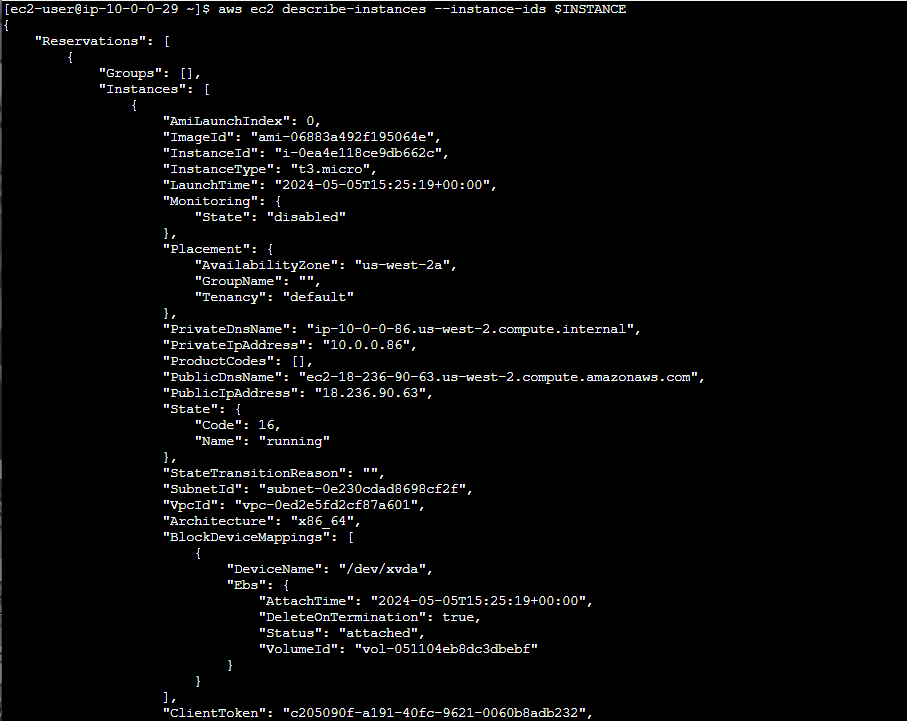 [ec2-user@ip-10-0-0-29 ~]$ aws ec2 describe-instances --instance-ids $INSTANCE
{
    "Reservations": [
        {
            "Groups": [],
            "Instances": [
                {
                    "AmiLaunchIndex": 0,
                    "ImageId": "ami-06883a492f195064e",
                    "InstanceId": "i-0ea4e118ce9db662c",
                    "InstanceType": "t3.micro",
                    "LaunchTime": "2024-05-05T15:25:19+00:00",
                    "Monitoring": {
                        "State": "disabled"
                    },
                    "Placement": {
                        "AvailabilityZone": "us-west-2a",
                        "GroupName": "",
                        "Tenancy": "default"
                    },
                    "PrivateDnsName": "ip-10-0-0-86.us-west-2.compute.internal",
                    "PrivateIpAddress": "10.0.0.86",
                    "ProductCodes": [],
                    "PublicDnsName": "ec2-18-236-90-63.us-west-2.compute.amazonaws.com",
                    "PublicIpAddress": "18.236.90.63",
                    "State": {
                        "Code": 16,
                        "Name": "running"
                    },
                    "StateTransitionReason": "",
                    "SubnetId": "subnet-0e230cdad8698cf2f",
                    "VpcId": "vpc-0ed2e5fd2cf87a601",
                    "Architecture": "x86_64",
                    "BlockDeviceMappings": [
                        {
                            "DeviceName": "/dev/xvda",
                            "Ebs": {
                                "AttachTime": "2024-05-05T15:25:19+00:00",
                                "DeleteOnTermination": true,
                                "Status": "attached",
                                "VolumeId": "vol-051104eb8dc3dbebf"
                            }
                        }
                    ],
                    "ClientToken": "c205090f-a191-40fc-9621-0060b8adb232",